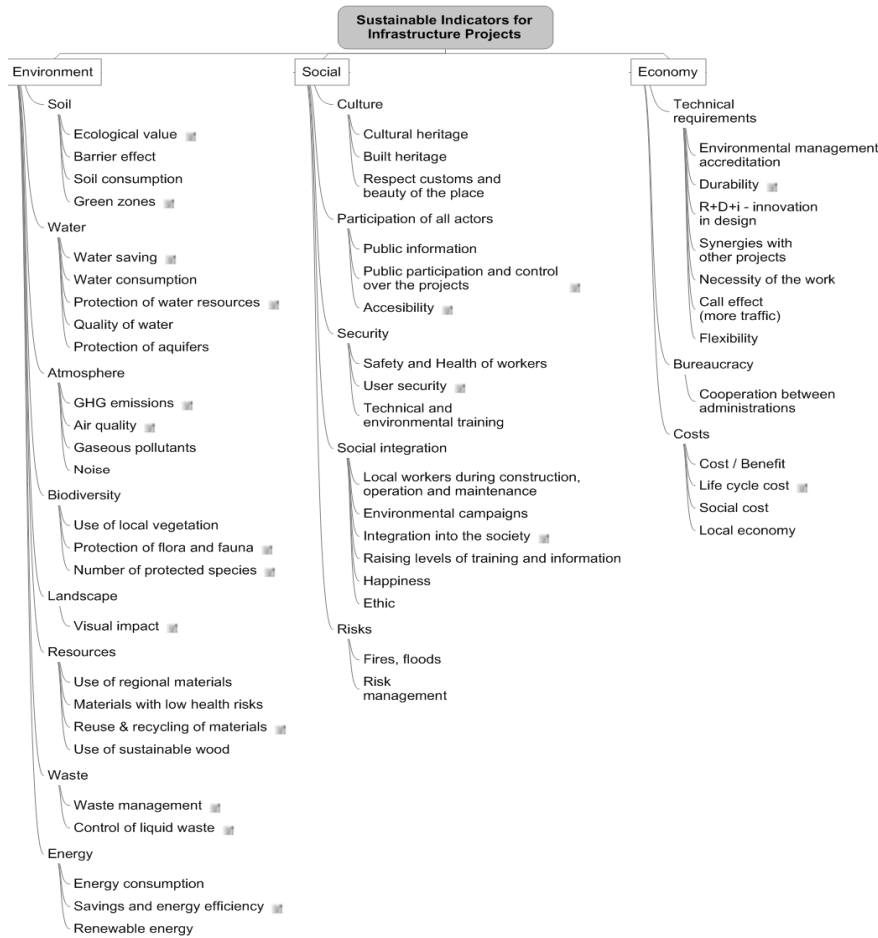 Sustainable Indicators for
Infrastructure Projects
Environment
Soil
Ecological value
Barrier effect
Soil consumption
Green zones
Water
Water saving
Water consumption
Protection of water resources
Quality of water
Protection of aquifers
Atmosphere
GHG emissions
Air quality
Gaseous pollutants
Noise
Biodiversity
Use of local vegetation
Protection of flora and fauna
Number of protected species
Landscape
Visual impact
Resources
Use of regional materials
Materials with low health risks
Reuse & recycling of materials
Use of sustainable wood
Waste
Waste management
Control of liquid waste
Energy
Energy consumption
Savings and energy efficiency
Renewable energy
Social
Culture
Cultural heritage
Built heritage
Respect customs and
beauty of the place
Participation of all actors
Public information
Public participation and control
over the projects
Accesibility
Security
Safety and Health of workers
User security
Technical and
environmental training
Social integration
Local workers during construction,
operation and maintenance
Environmental campaigns
Integration into the society
Raising levels of training and information
Happiness
Ethic
Risks
Fires, floods
Risk
management
Economy
Technical
requirements
Environmental management
accreditation
Durability
R+D+i - innovation
in design
Synergies with
other projects
Necessity of the work
Call effect
(more traffic)
Flexibility
Bureaucracy
Cooperation between
administrations
Costs
Cost / Benefit
Life cycle cost
Social cost
Local economy